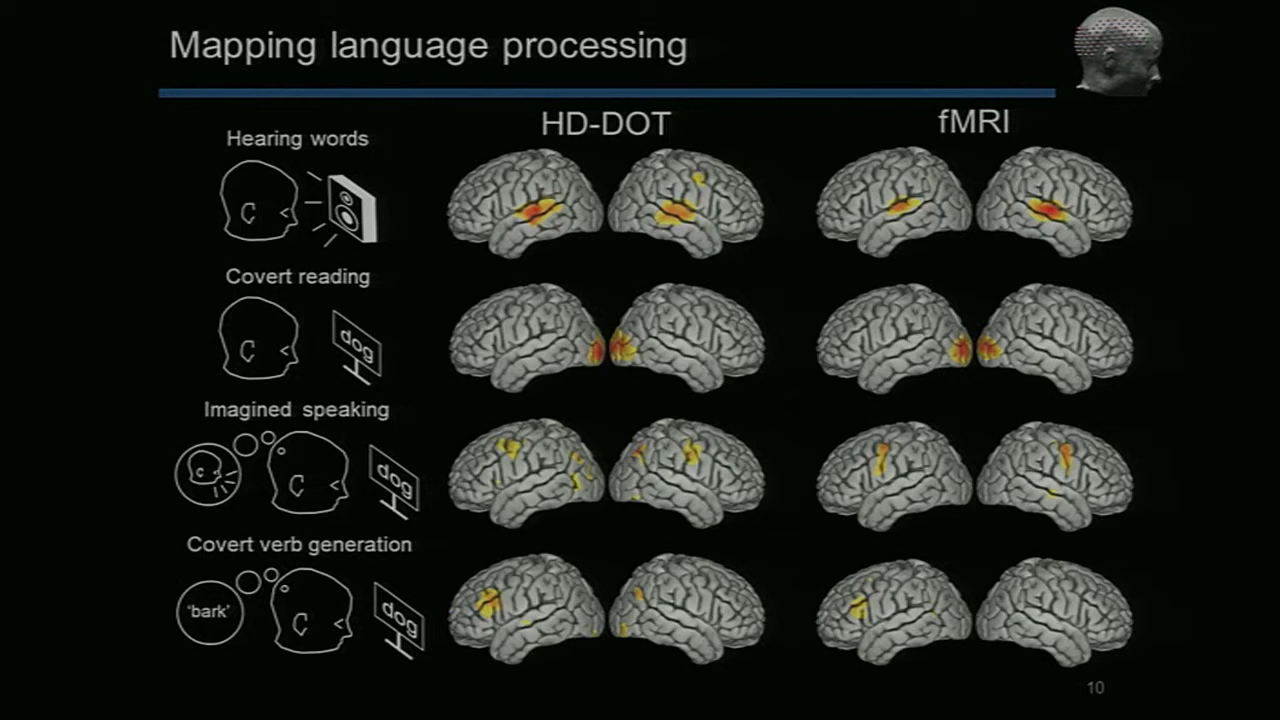 Mapping language processing
HD-DOT
fMRI
Hearing words
Covert reading
dog
Imagined speaking
dog
Covert verb generation
'bark'
dog
10